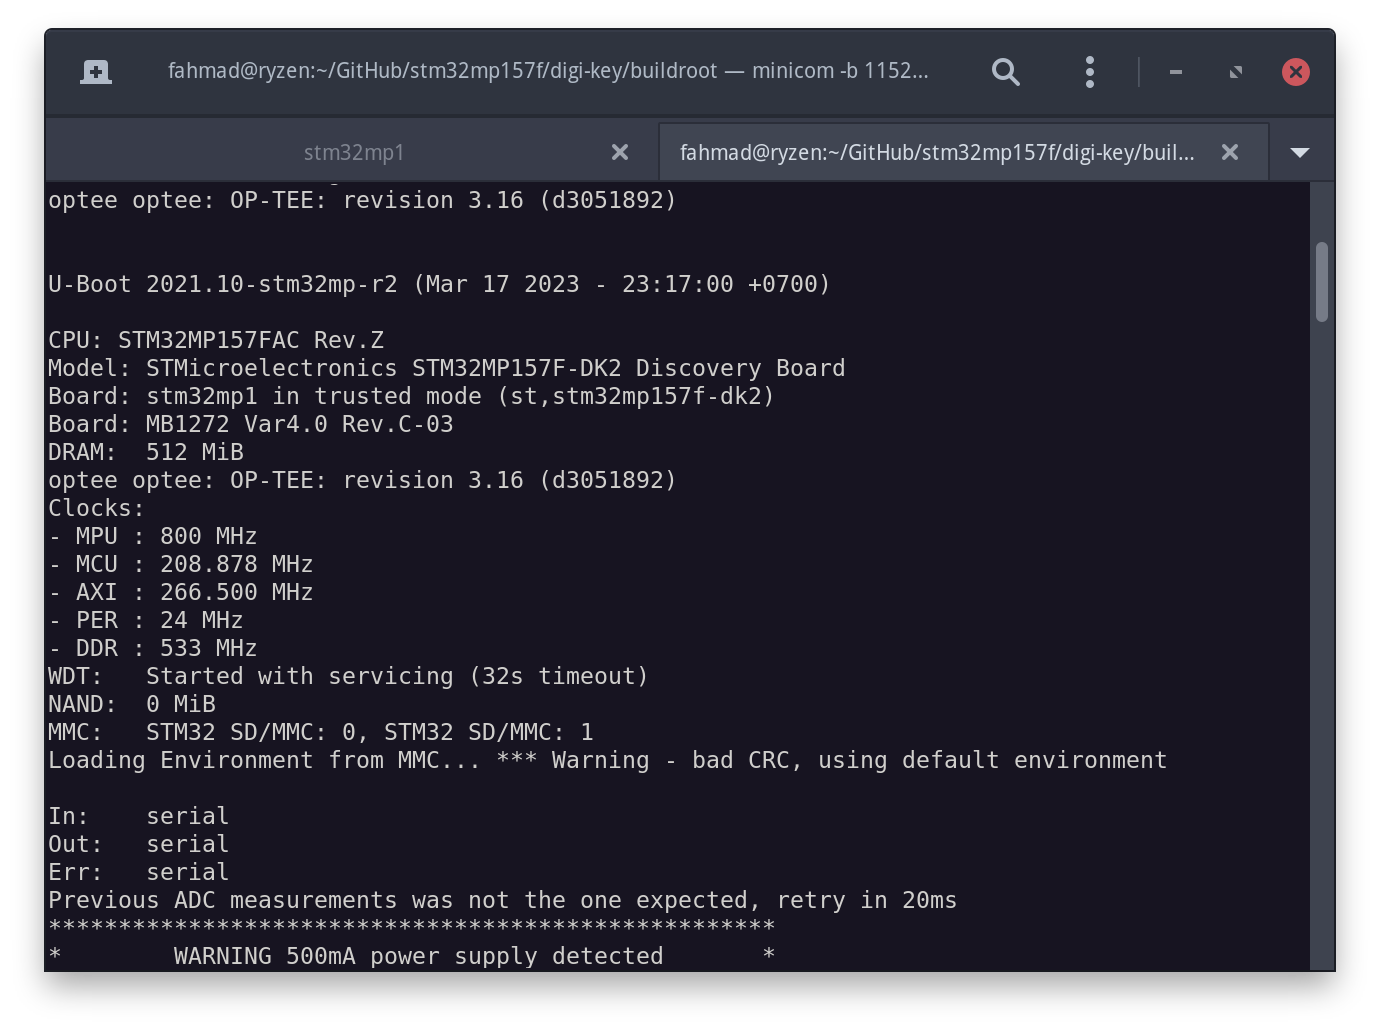 fahmad@ryzen:~/GitHub/stm32mp157f/digi-key/buildroot — minicom -b 1152...
stm32mp1
fahmad@ryzen:~/GitHub/stm32mp157f/digi-key/buil...
optee optee: OP-TEE: revision 3.16 (d3051892)
U-Boot 2021.10-stm32mp-r2 (Mar 17 2023 - 23:17:00 +0700)
CPU: STM32MP157FAC Rev.Z
Model: STMicroelectronics STM32MP157F-DK2 Discovery Board
Board: stm32mp1 in trusted mode (st,stm32mp157f-dk2)
Board: MB1272 Var4.0 Rev.C-03
DRAM:  512 MiB
optee optee: OP-TEE: revision 3.16 (d3051892)
Clocks:
- MPU : 800 MHz
- MCU : 208.878 MHz
- AXI : 266.500 MHz
- PER : 24 MHz
- DDR : 533 MHz
WDT:   Started with servicing (32s timeout)
NAND:  0 MiB
MMC:   STM32 SD/MMC: 0, STM32 SD/MMC: 1
Loading Environment from MMC... *** Warning - bad CRC, using default environment
In:    serial
Out:   serial
Err:   serial
Previous ADC measurements was not the one expected, retry in 20ms
****************************************************
*        WARNING 500mA power supply detected       *